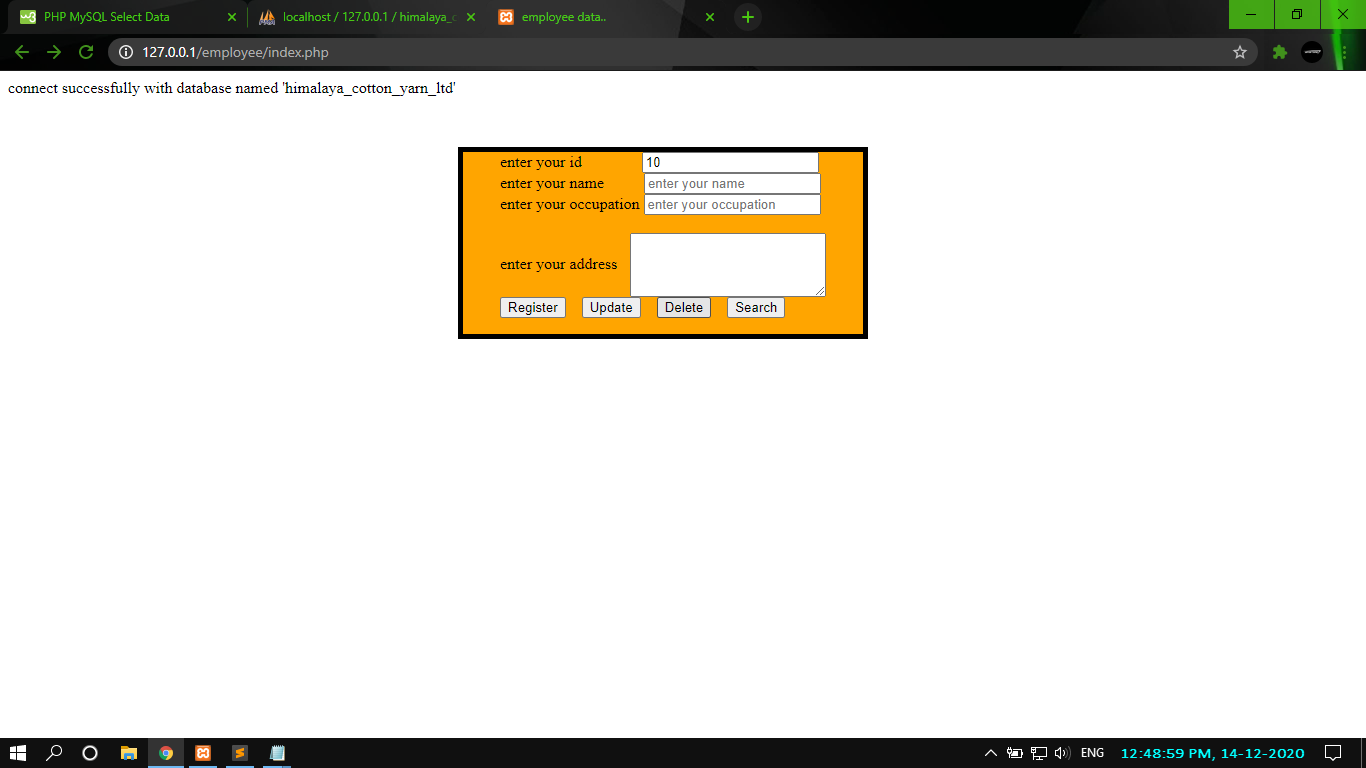 PHP MySQL Select Data
localhost / 127.0.0.1 / himalaya_c
employee data..
127.0.0.1/employee/index.php
connect successfully with database named 'himalaya_cotton_yarn_ltd'
enter your id 10
enter your name enter your name
enter your occupation enter your occupation
enter your address
Register Update Delete Search
ENG 12:48:59 PM, 14-12-2020